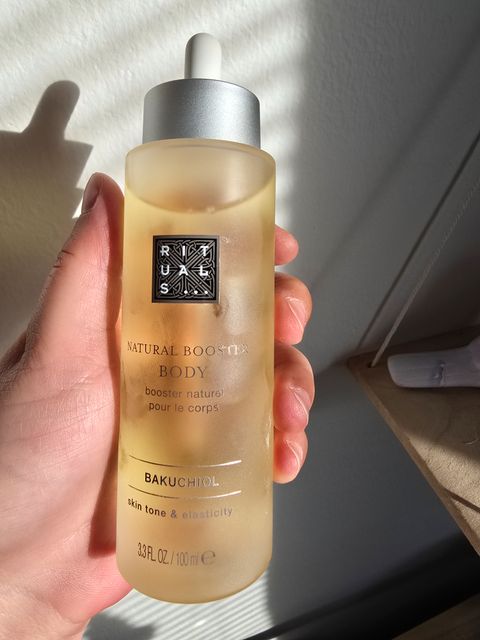 RIT
UAL
S...
NATURAL BOOSTER
BODY
booster naturel
pour le corps
BAKUCHIOL
skin tone & elasticity
3.3 FL. OZ. / 100 ml ℮